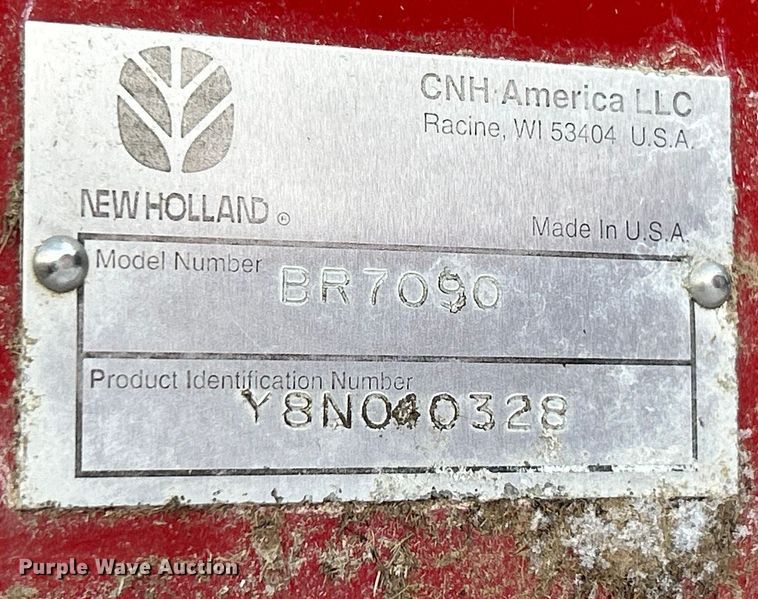 CNH America LLC
Racine, WI 53404 U.S.A.
NEW HOLLAND ®
Made In U.S.A.
Model Number
BR7090
Product Identification Number
Y8N040328
Purple Wave Auction